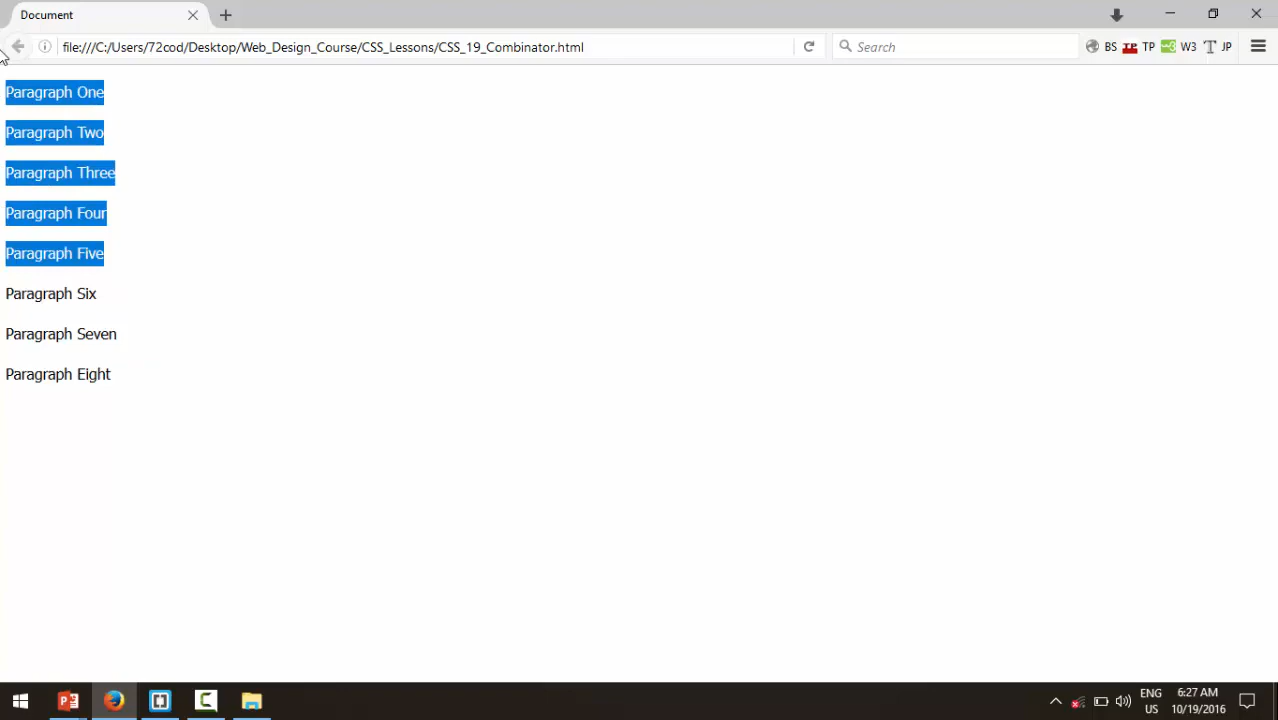 Document
file:///C:/Users/72cod/Desktop/Web_Design_Course/CSS_Lessons/CSS_19_Combinator.html
Search
BS TP TP W3 JP
Paragraph One
Paragraph Two
Paragraph Three
Paragraph Four
Paragraph Five
Paragraph Six
Paragraph Seven
Paragraph Eight
ENG 6:27 AM
US 10/19/2016